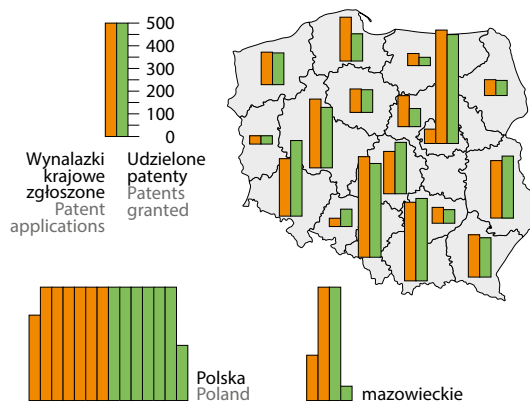 500
400
300
200
100
0
Wynalazki
krajowe
zgłoszone
Patent
applications
Udzielone
patenty
Patents
granted
Polska
Poland
mazowieckie